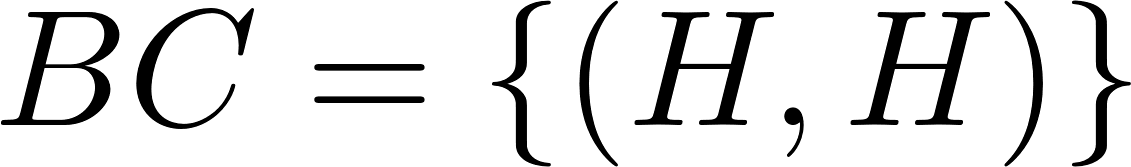 BC = {(H, H)}